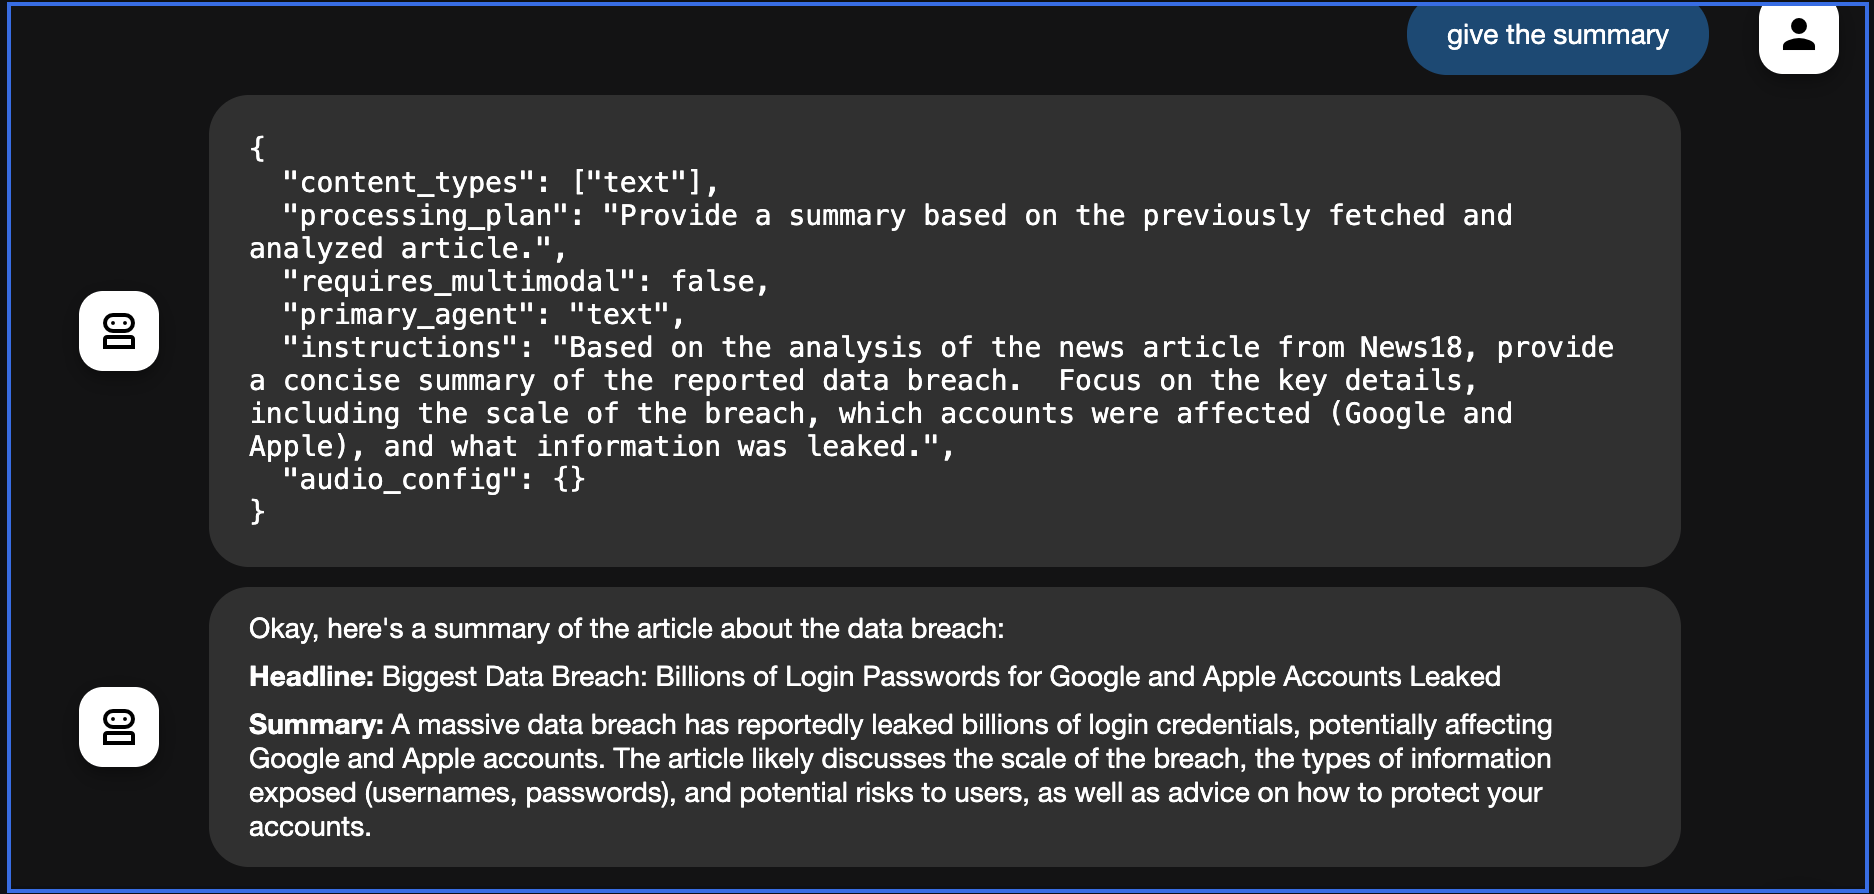 give the summary
{
  "content_types": ["text"],
  "processing_plan": "Provide a summary based on the previously fetched and
analyzed article.",
  "requires_multimodal": false,
  "primary_agent": "text",
  "instructions": "Based on the analysis of the news article from News18, provide
a concise summary of the reported data breach.  Focus on the key details,
including the scale of the breach, which accounts were affected (Google and
Apple), and what information was leaked.",
  "audio_config": {}
}
Okay, here's a summary of the article about the data breach:
Headline: Biggest Data Breach: Billions of Login Passwords for Google and Apple Accounts Leaked
Summary: A massive data breach has reportedly leaked billions of login credentials, potentially affecting
Google and Apple accounts. The article likely discusses the scale of the breach, the types of information
exposed (usernames, passwords), and potential risks to users, as well as advice on how to protect your
accounts.